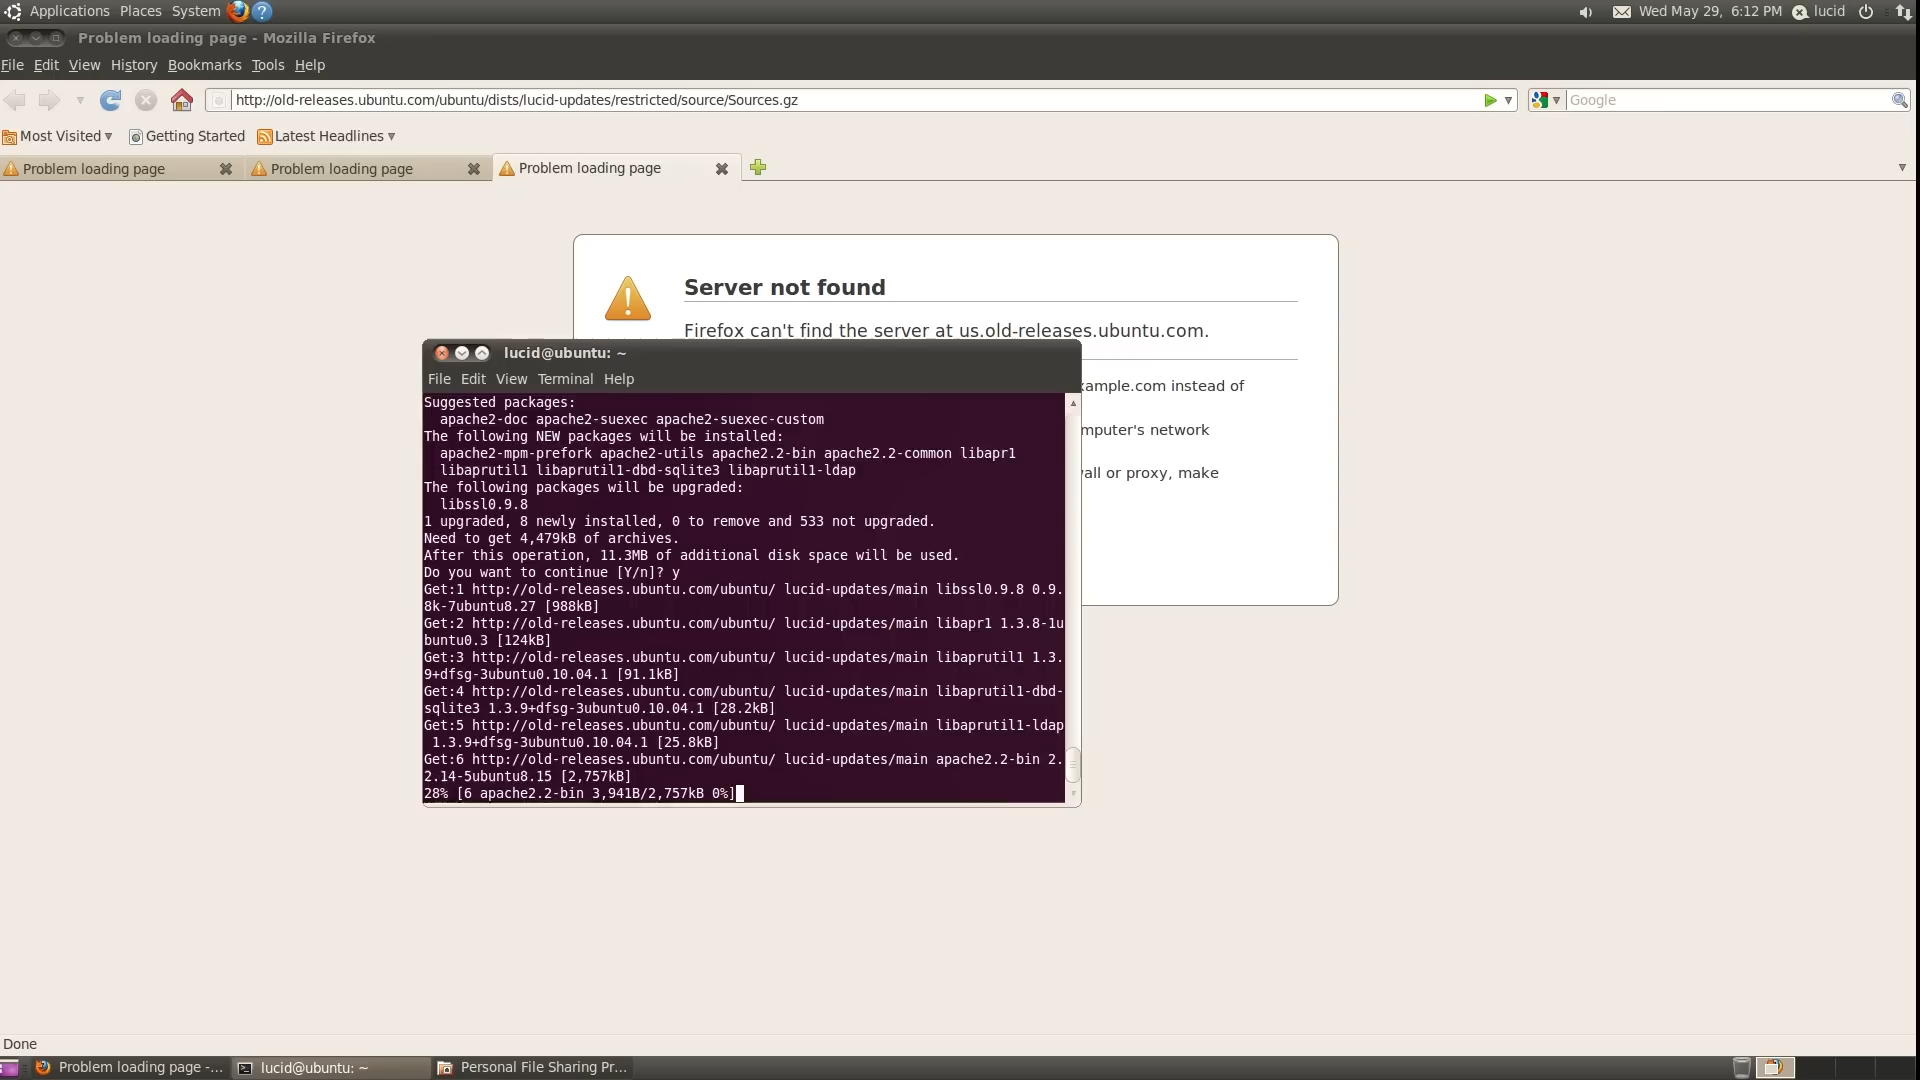 Applications Places System
Wed May 29, 6:12 PM lucid
Problem loading page - Mozilla Firefox
File Edit View History Bookmarks Tools Help
http://old-releases.ubuntu.com/ubuntu/dists/lucid-updates/restricted/source/Sources.gz
Google
Most Visited Getting Started Latest Headlines
Problem loading page Problem loading page Problem loading page
Server not found
Firefox can't find the server at us.old-releases.ubuntu.com.
ample.com instead of
mputer's network
all or proxy, make
lucid@ubuntu: ~
File Edit View Terminal Help
Suggested packages:
apache2-doc apache2-suexec apache2-suexec-custom
The following NEW packages will be installed:
apache2-mpm-prefork apache2-utils apache2.2-bin apache2.2-common libapr1
libaprutil1 libaprutil1-dbd-sqlite3 libaprutil1-ldap
The following packages will be upgraded:
libssl0.9.8
1 upgraded, 8 newly installed, 0 to remove and 533 not upgraded.
Need to get 4,479kB of archives.
After this operation, 11.3MB of additional disk space will be used.
Do you want to continue [Y/n]? y
Get:1 http://old-releases.ubuntu.com/ubuntu/ lucid-updates/main libssl0.9.8 0.9.
8k-7ubuntu8.27 [988kB]
Get:2 http://old-releases.ubuntu.com/ubuntu/ lucid-updates/main libapr1 1.3.8-1u
buntu0.3 [124kB]
Get:3 http://old-releases.ubuntu.com/ubuntu/ lucid-updates/main libaprutil1 1.3.
9+dfsg-3ubuntu0.10.04.1 [91.1kB]
Get:4 http://old-releases.ubuntu.com/ubuntu/ lucid-updates/main libaprutil1-dbd-
sqlite3 1.3.9+dfsg-3ubuntu0.10.04.1 [28.2kB]
Get:5 http://old-releases.ubuntu.com/ubuntu/ lucid-updates/main libaprutil1-ldap
1.3.9+dfsg-3ubuntu0.10.04.1 [25.8kB]
Get:6 http://old-releases.ubuntu.com/ubuntu/ lucid-updates/main apache2.2-bin 2.
2.14-5ubuntu8.15 [2,757kB]
28% [6 apache2.2-bin 3,941B/2,757kB 0%]
Done
Problem loading page -... lucid@ubuntu: ~ Personal File Sharing Pr...